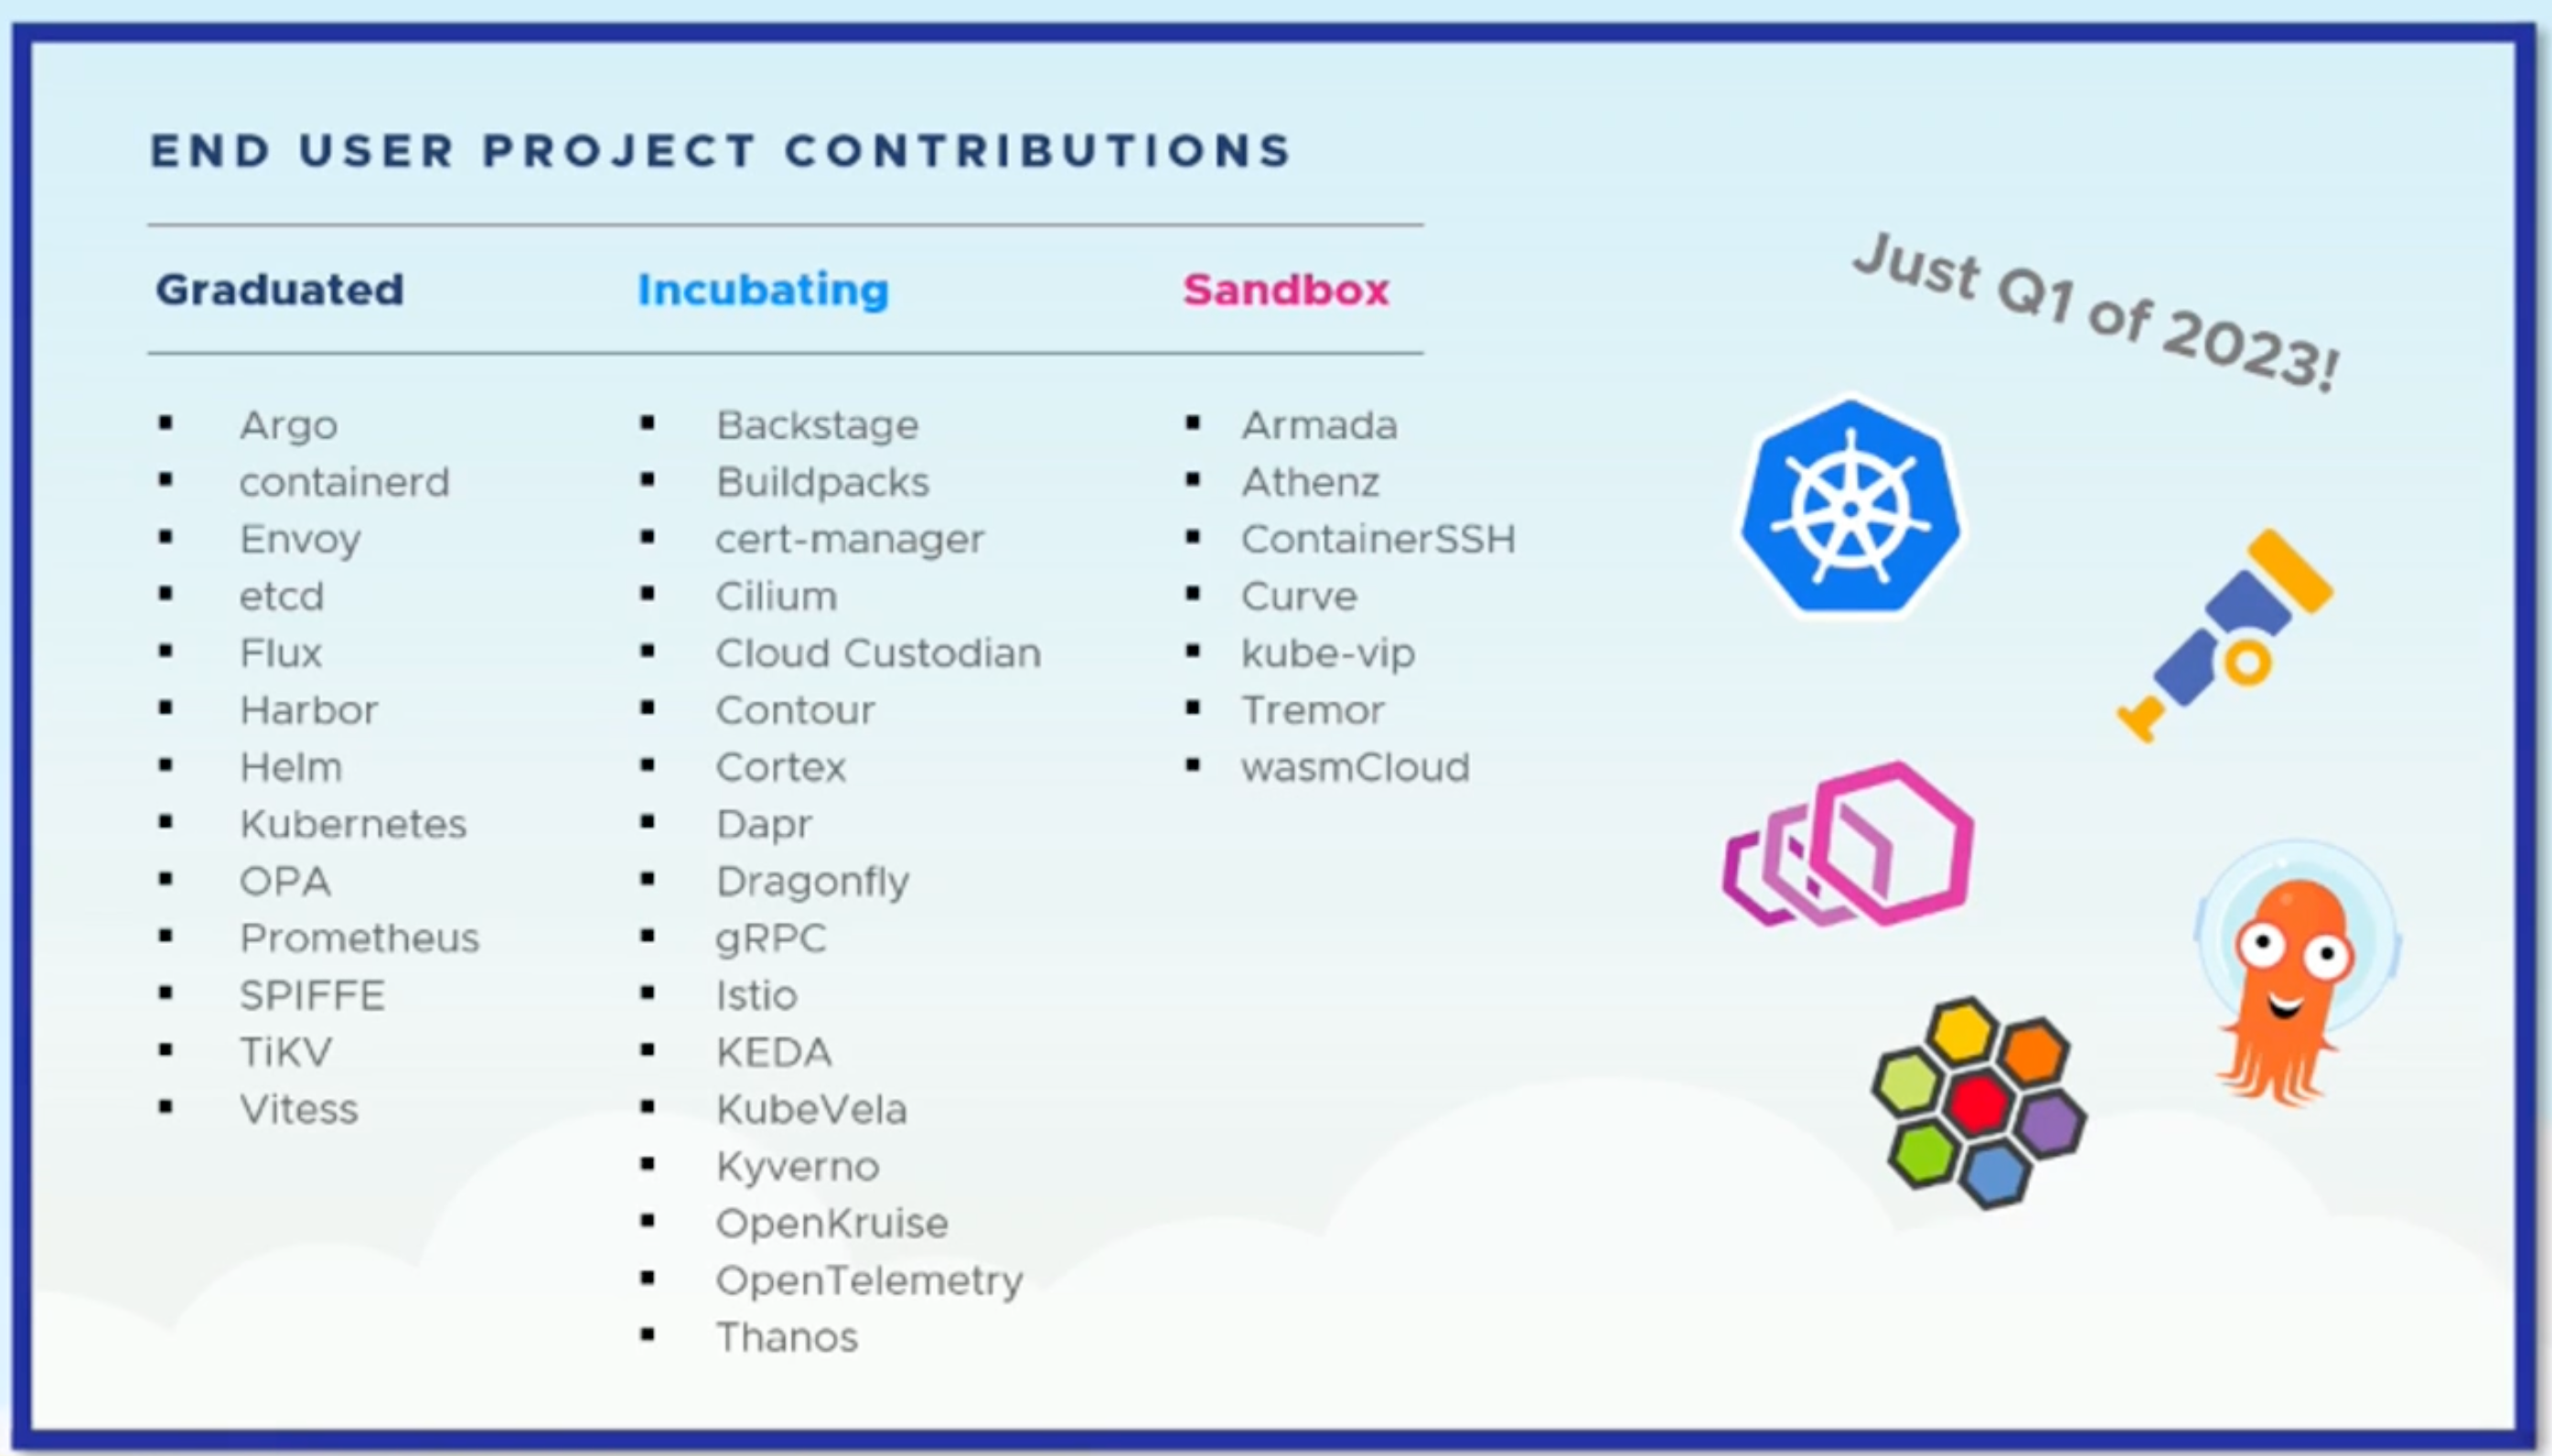 END USER PROJECT CONTRIBUTIONS
Graduated
Incubating
Sandbox
Just Q1 of 2023!
Argo
containerd
Envoy
etcd
Flux
Harbor
Helm
Kubernetes
OPA
Prometheus
SPIFFE
TiKV
Vitess
Backstage
Buildpacks
cert-manager
Cilium
Cloud Custodian
Contour
Cortex
Dapr
Dragonfly
gRPC
Istio
KEDA
KubeVela
Kyverno
OpenKruise
OpenTelemetry
Thanos
Armada
Athenz
ContainerSSH
Curve
kube-vip
Tremor
wasmCloud